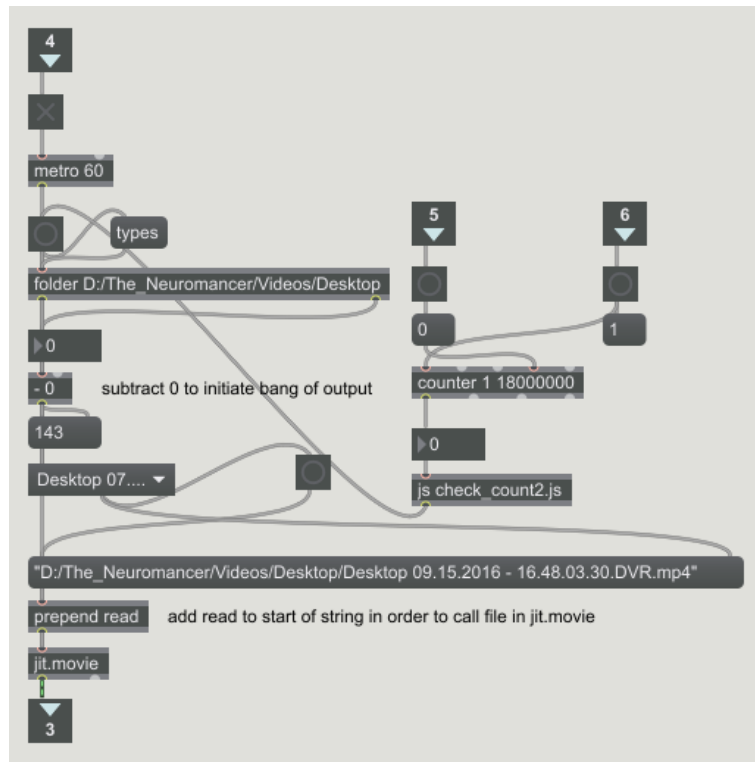 4
metro 60
types
5
6
folder D:/The_Neuromancer/Videos/Desktop
0
0
1
- 0
subtract 0 to initiate bang of output
counter 1 18000000
143
0
Desktop 07....
js check_count2.js
"D:/The_Neuromancer/Videos/Desktop/Desktop 09.15.2016 - 16.48.03.30.DVR.mp4"
prepend read
add read to start of string in order to call file in jit.movie
jit.movie
3